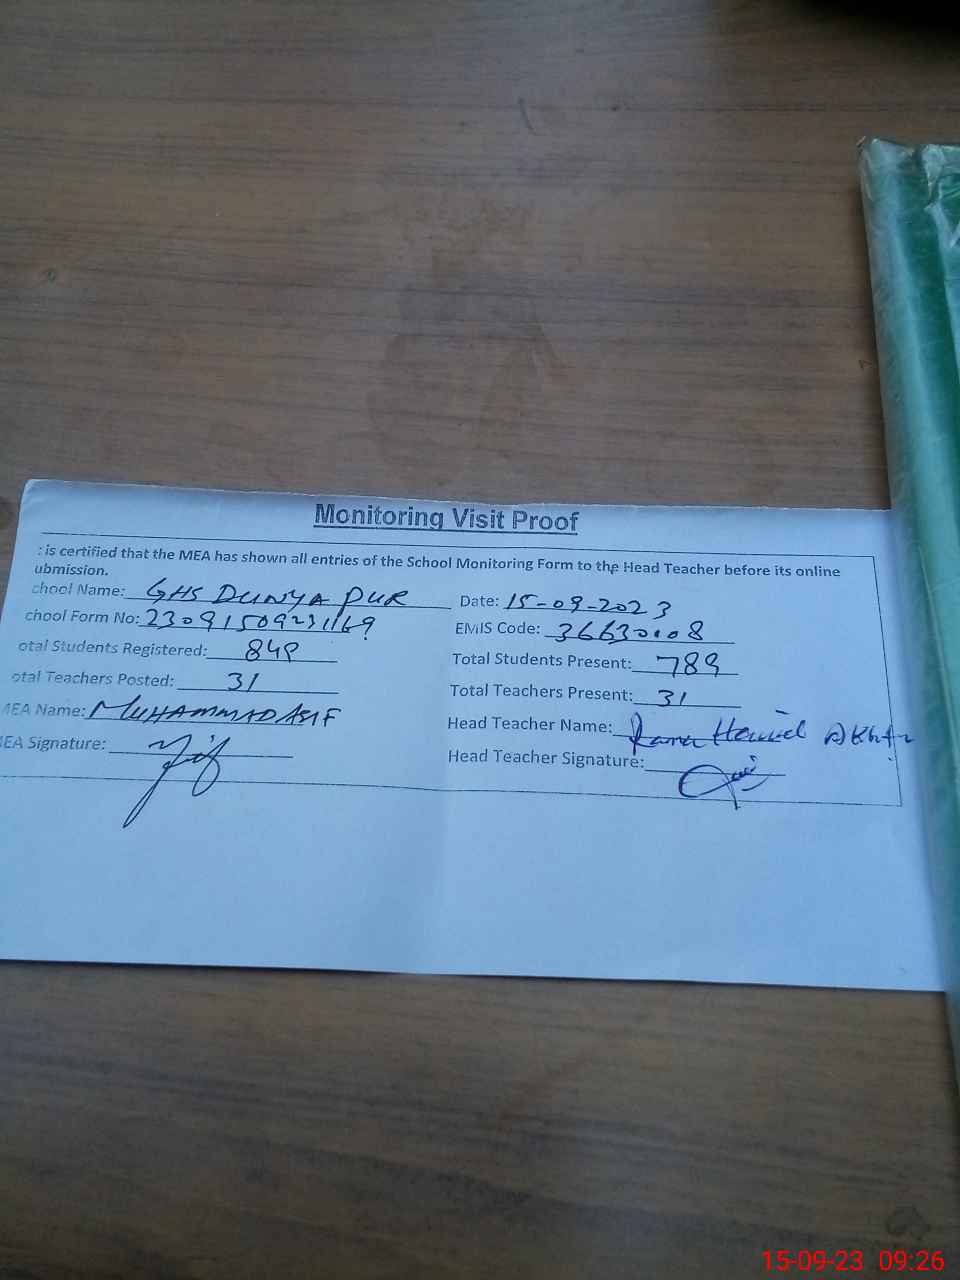 Monitoring Visit Proof
: is certified that the MEA has shown all entries of the School Monitoring Form to the Head Teacher before its online
ubmission.
chool Name: GHS DUNYA PUR Date: 15-09-2023
chool Form No: EMIS Code: 36630008
otal Students Registered: Total Students Present: 789
otal Teachers Posted: 31 Total Teachers Present: 31
MEA Name: MUHAMMAD ASIF Head Teacher Name: Rana Akhtar
MEA Signature: Head Teacher Signature:
15-09-23 09:26